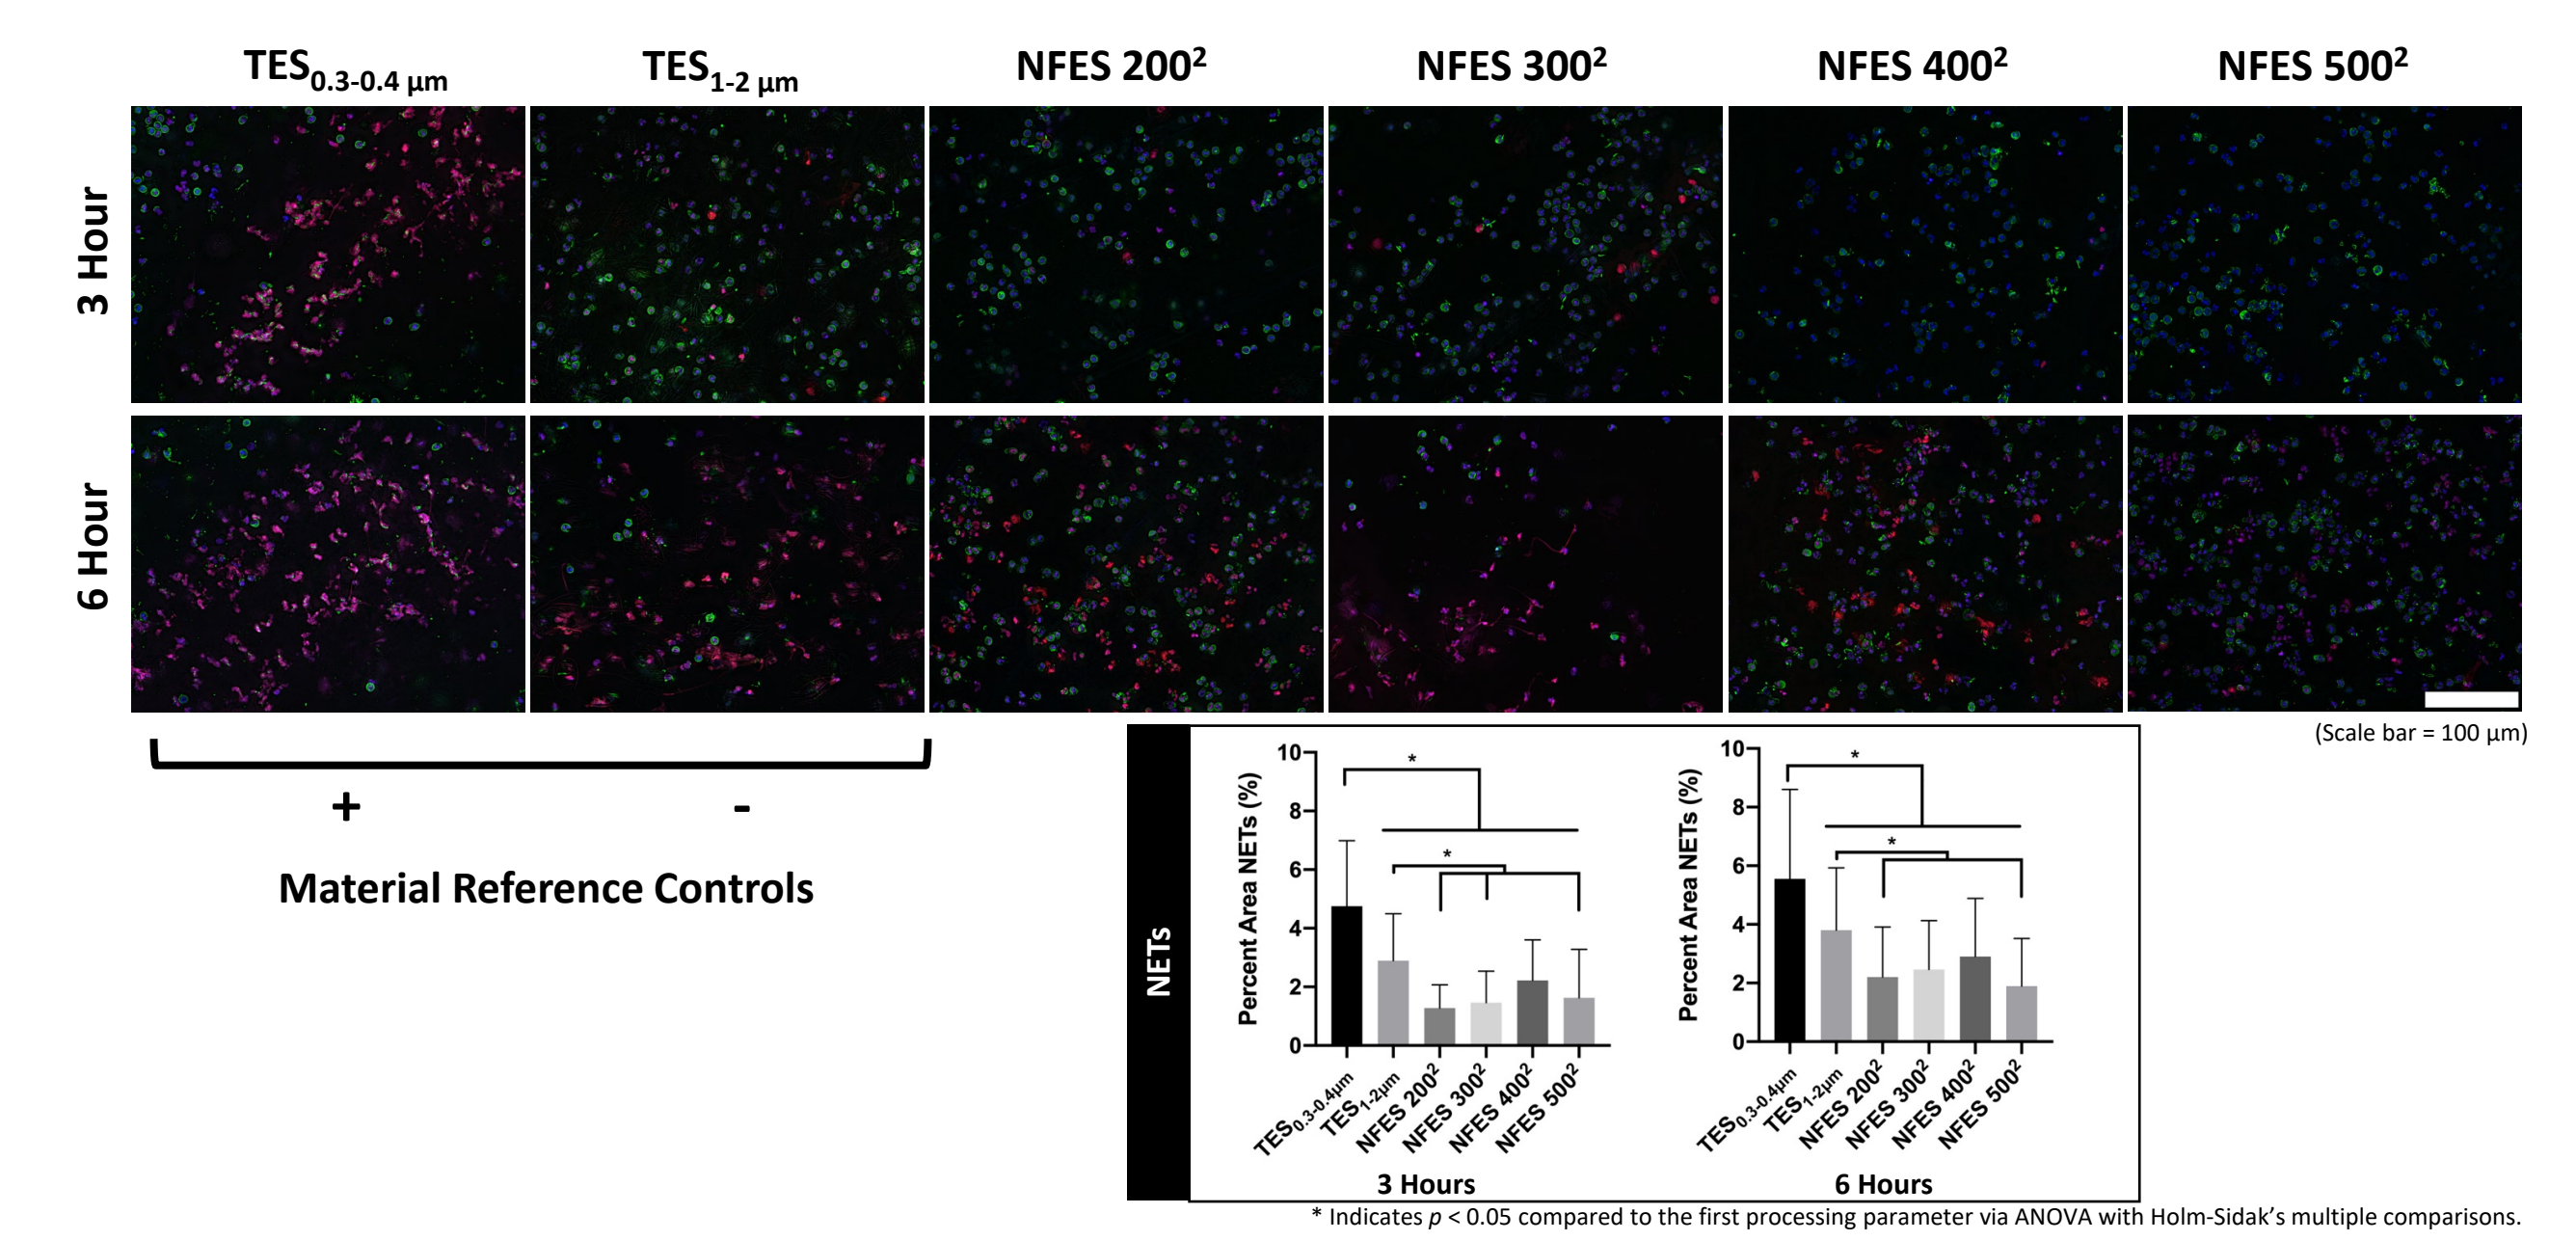 TES0.3-0.4 µm TES1-2 µm NFES 200² NFES 300² NFES 400² NFES 500²
3 Hour
6 Hour
(Scale bar = 100 µm)
+ -
Material Reference Controls
NETs
Percent Area NETs (%)
10
8
6
4
2
0
*
*
TES0.3-0.4µm
TES1-2µm
NFES 200²
NFES 300²
NFES 400²
NFES 500²
3 Hours
Percent Area NETs (%)
10
8
6
4
2
0
*
*
TES0.3-0.4µm
TES1-2µm
NFES 200²
NFES 300²
NFES 400²
NFES 500²
6 Hours
* Indicates p < 0.05 compared to the first processing parameter via ANOVA with Holm-Sidak’s multiple comparisons.